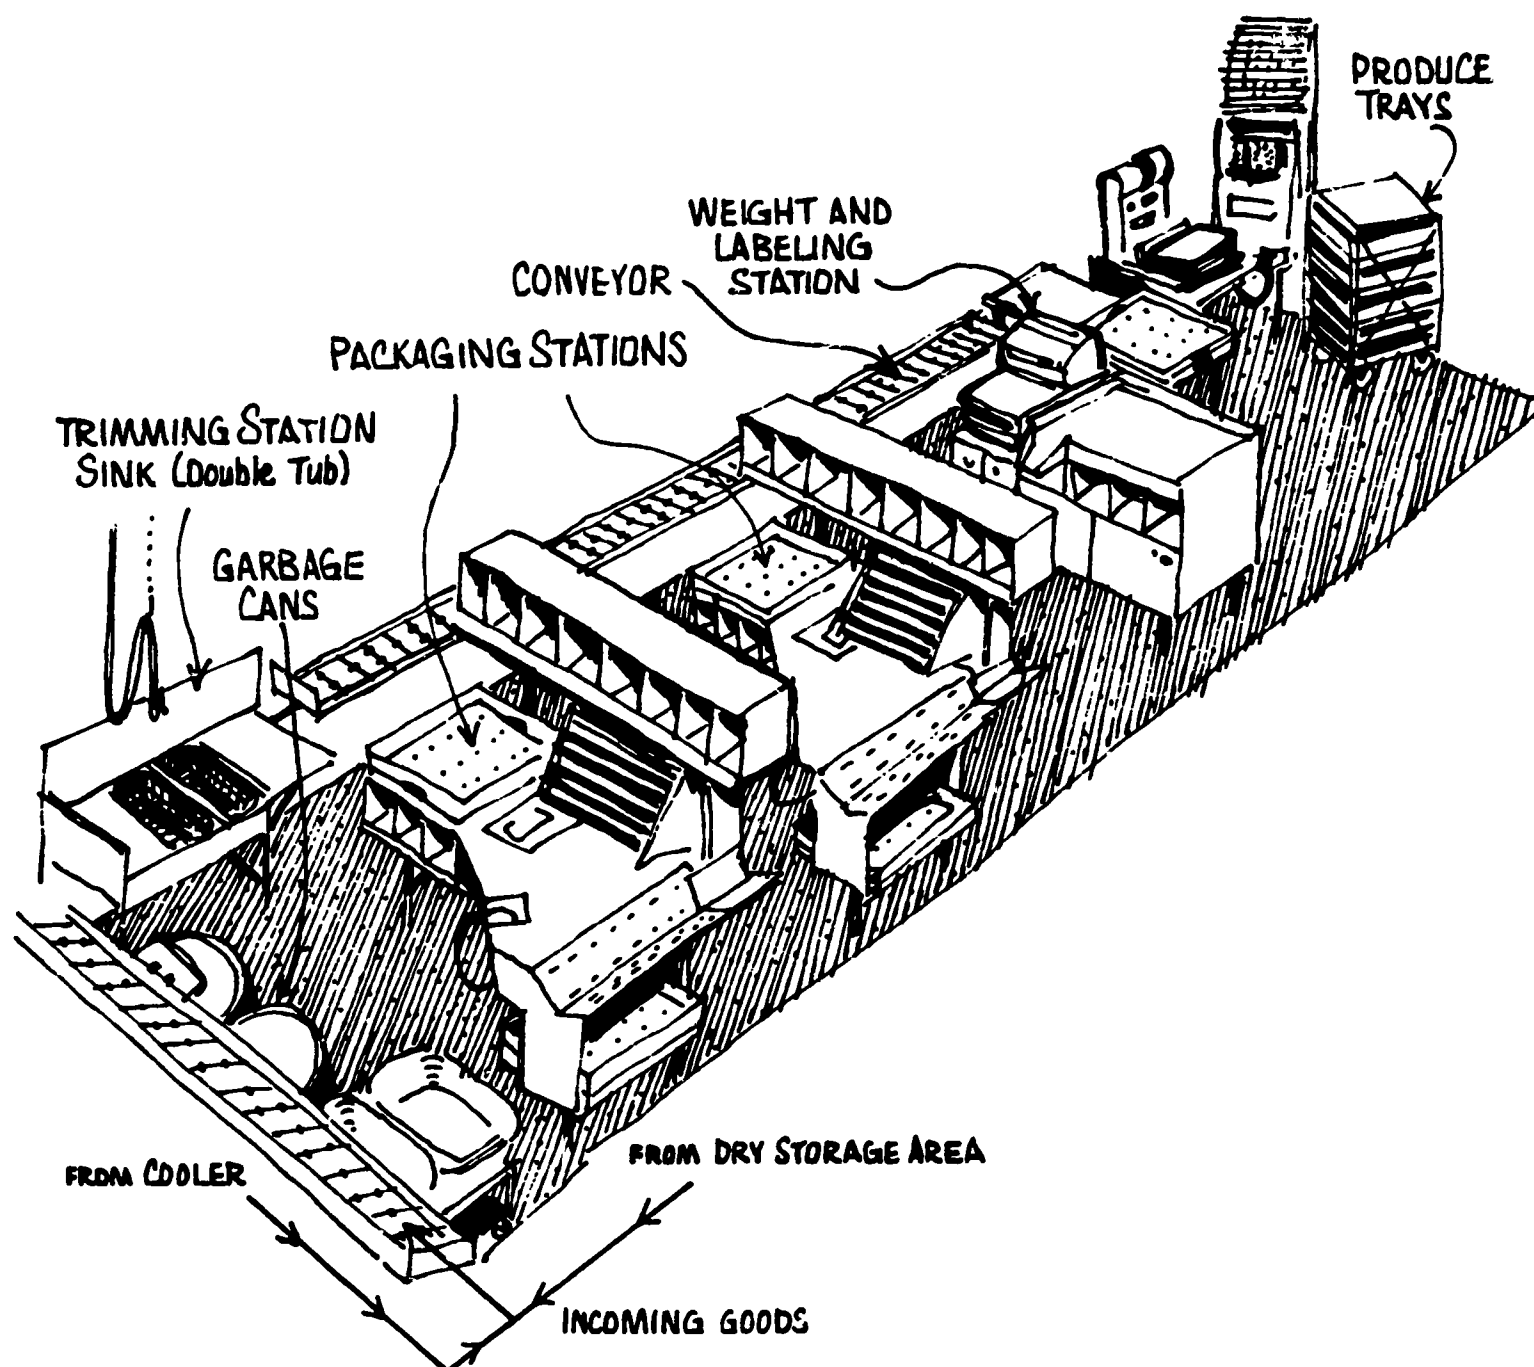 PRODUCE
TRAYS
WEIGHT AND
LABELING
STATION
CONVEYOR
PACKAGING STATIONS
TRIMMING STATION
SINK (Double Tub)
GARBAGE
CANS
FROM COOLER
FROM DRY STORAGE AREA
INCOMING GOODS